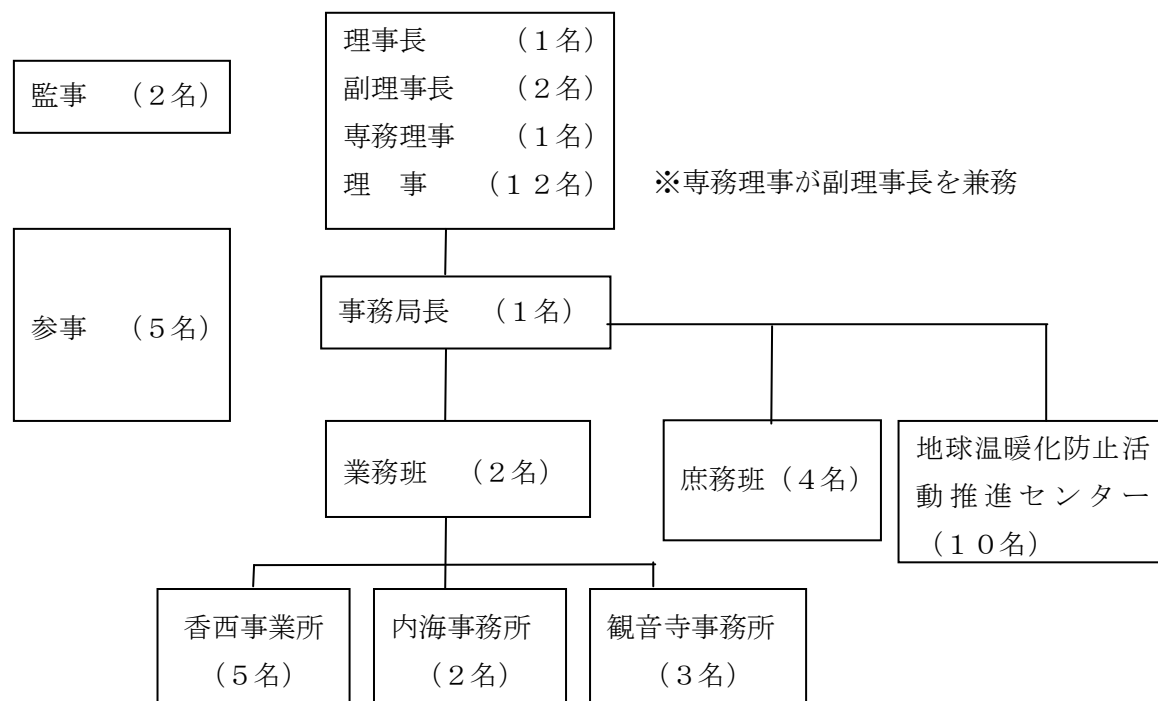 理事長　　　（１名）
副理事長　　（２名）
専務理事　　（１名）
理　事　　（１２名）
監事　（２名）
※専務理事が副理事長を兼務
参事　（５名）
事務局長　　（１名）
業務班　（２名）
庶務班（４名）
地球温暖化防止活
動推進センター
（１０名）
香西事業所
（５名）
内海事務所
（２名）
観音寺事務所
（３名）